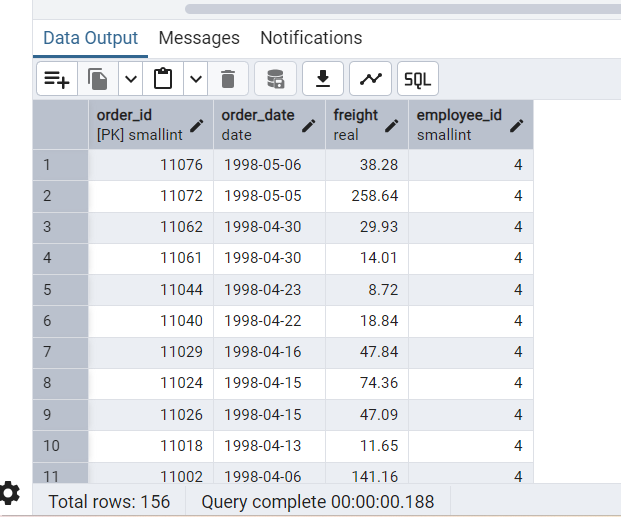 Data Output Messages Notifications
SQL
order_id order_date freight employee_id
[PK] smallint date real smallint
1 11076 1998-05-06 38.28 4
2 11072 1998-05-05 258.64 4
3 11062 1998-04-30 29.93 4
4 11061 1998-04-30 14.01 4
5 11044 1998-04-23 8.72 4
6 11040 1998-04-22 18.84 4
7 11029 1998-04-16 47.84 4
8 11024 1998-04-15 74.36 4
9 11026 1998-04-15 47.09 4
10 11018 1998-04-13 11.65 4
11 11002 1998-04-06 141.16 4
Total rows: 156 Query complete 00:00:00.188